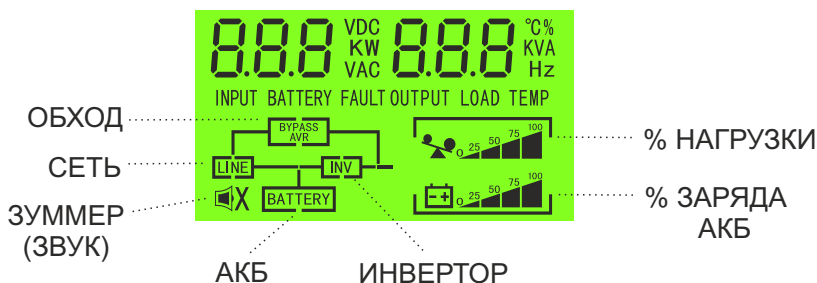 8.8.8 VDC KW VAC 8.8.8 °C% KVA Hz
INPUT BATTERY FAULT OUTPUT LOAD TEMP
ОБХОД
BYPASS
AVR
0 25 50 75 100
% НАГРУЗКИ
СЕТЬ
LINE
INV
ЗУММЕР
(ЗВУК)
X
BATTERY
- +
0 25 50 75 100
% ЗАРЯДА
АКБ
АКБ
ИНВЕРТОР